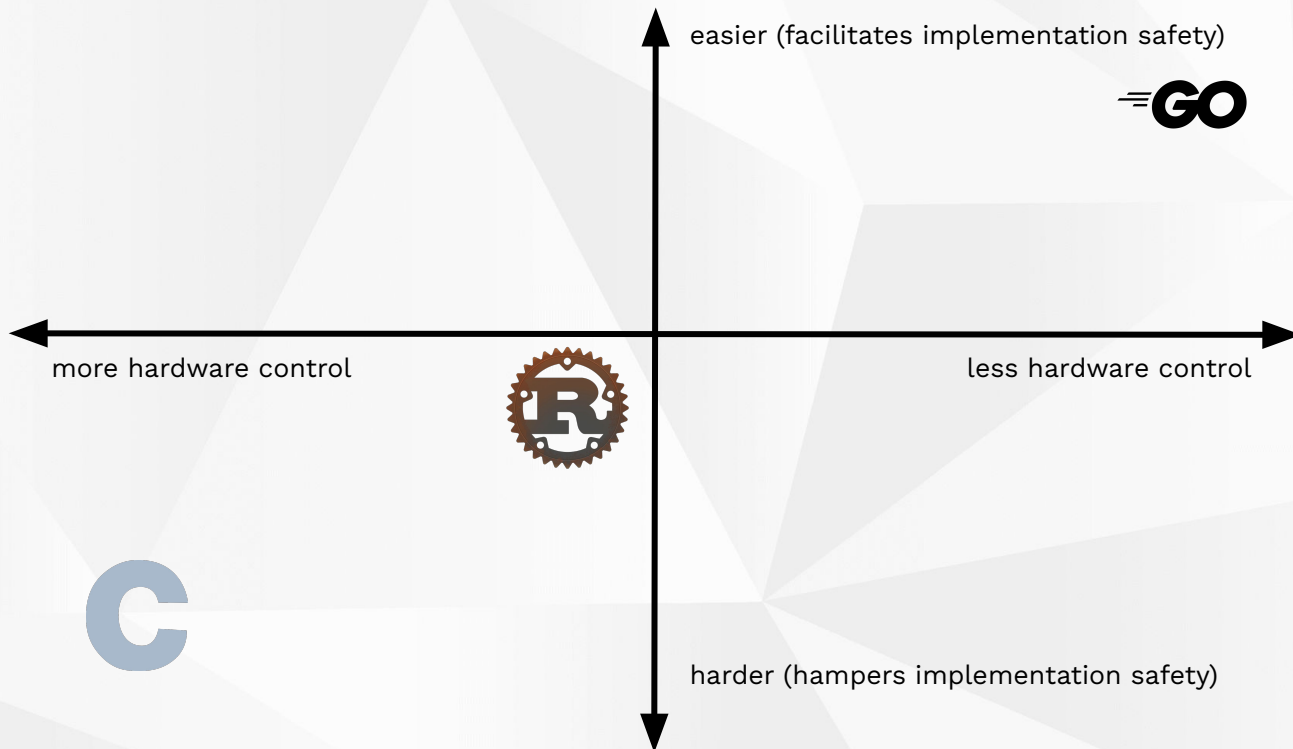 easier (facilitates implementation safety)
GO
more hardware control
less hardware control
R
C
harder (hampers implementation safety)